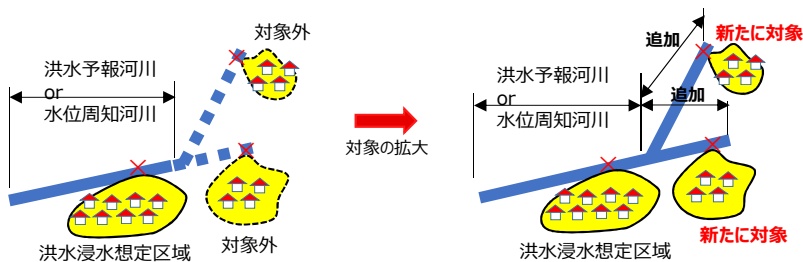 対象外
洪水予報河川
or
水位周知河川
洪水浸水想定区域
対象外
対象の拡大
新たに対象
追加
洪水予報河川
or
水位周知河川
追加
洪水浸水想定区域
新たに対象